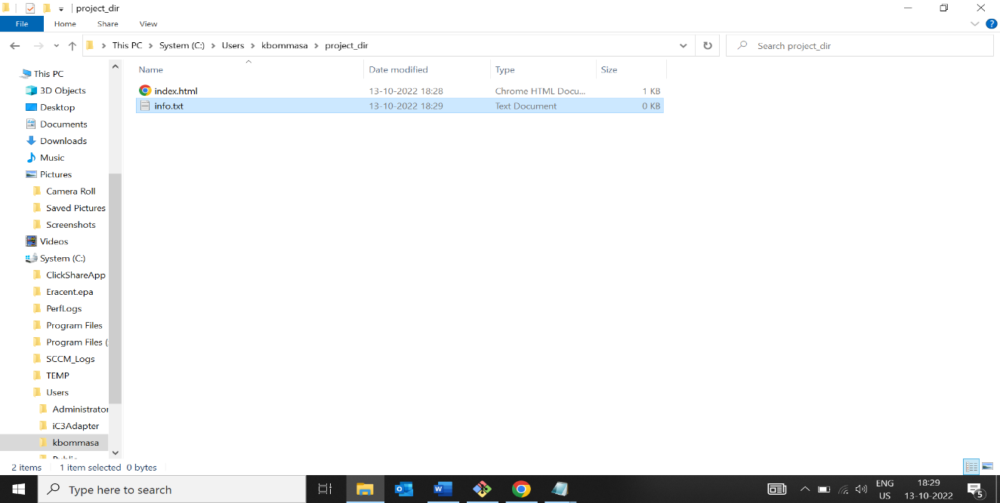 project_dir
File Home Share View
This PC System (C:) Users kbommasa project_dir
Search project_dir
Name Date modified Type Size
index.html 13-10-2022 18:28 Chrome HTML Docu... 1 KB
info.txt 13-10-2022 18:29 Text Document 0 KB
This PC
3D Objects
Desktop
Documents
Downloads
Music
Pictures
Camera Roll
Saved Pictures
Screenshots
Videos
System (C:)
ClickShareApp
Eracent.epa
PerfLogs
Program Files
Program Files (
SCCM_Logs
TEMP
Users
Administrator
iC3Adapter
kbommasa
Public
2 items 1 item selected 0 bytes
Type here to search
ENG
US
18:29
13-10-2022
5